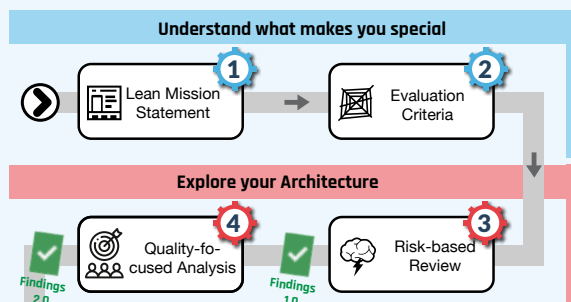 Understand what makes you special
1
Lean Mission
Statement
2
Evaluation
Criteria
Explore your Architecture
4
Quality-fo-
cused Analysis
3
Risk-based
Review
Findings
2.0
Findings
1.0